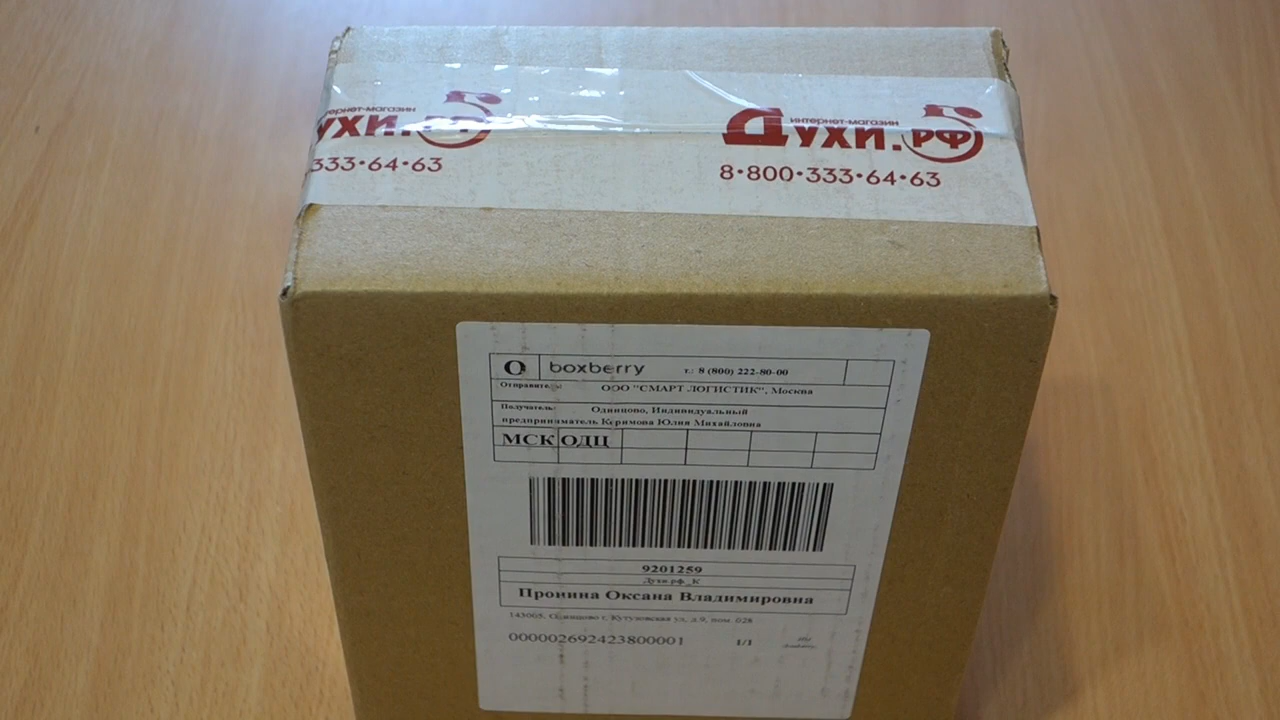 интернет-магазин
Духи.рф
333•64•63
интернет-магазин
Духи.рф
8•800•333•64•63
boxberry т.: 8 (800) 222-80-00
Отправитель: ООО "СМАРТ ЛОГИСТИК", Москва
Получатель: Одинцово, Индивидуальный
предприниматель Керимова Юлия Михайловна
МСК ОДЦ
9201259
Духи.рф_К
Пронина Оксана Владимировна
143005, Одинцово г, Кутузовская ул, д.9, пом. 028
0000002692423800001 1/1